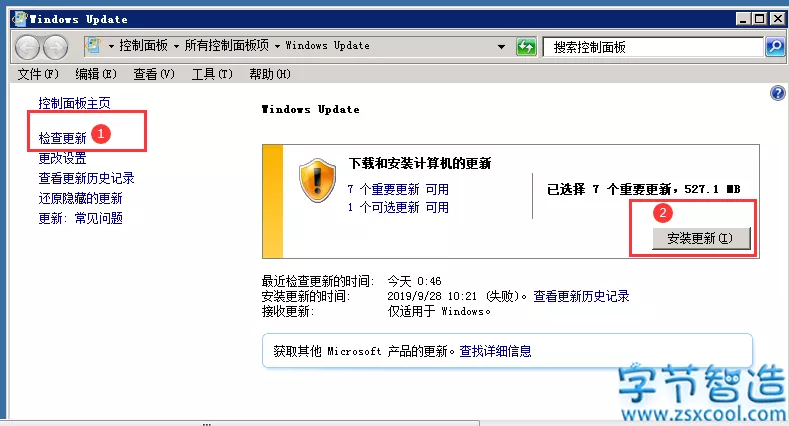 Windows Update
控制面板 ▾ 所有控制面板项 ▾ Windows Update
搜索控制面板
文件(F) 编辑(E) 查看(V) 工具(T) 帮助(H)
控制面板主页
检查更新 1
更改设置
查看更新历史记录
还原隐藏的更新
更新: 常见问题
Windows Update
下载和安装计算机的更新
7 个重要更新 可用
1 个可选更新 可用
已选择 7 个重要更新，527.1 MB
2
安装更新(I)
最近检查更新的时间: 今天 0:46
安装更新的时间: 2019/9/28 10:21 (失败)。查看更新历史记录
接收更新: 仅适用于 Windows。
获取其他 Microsoft 产品的更新。查找详细信息
字节智造
www.zsxcool.com